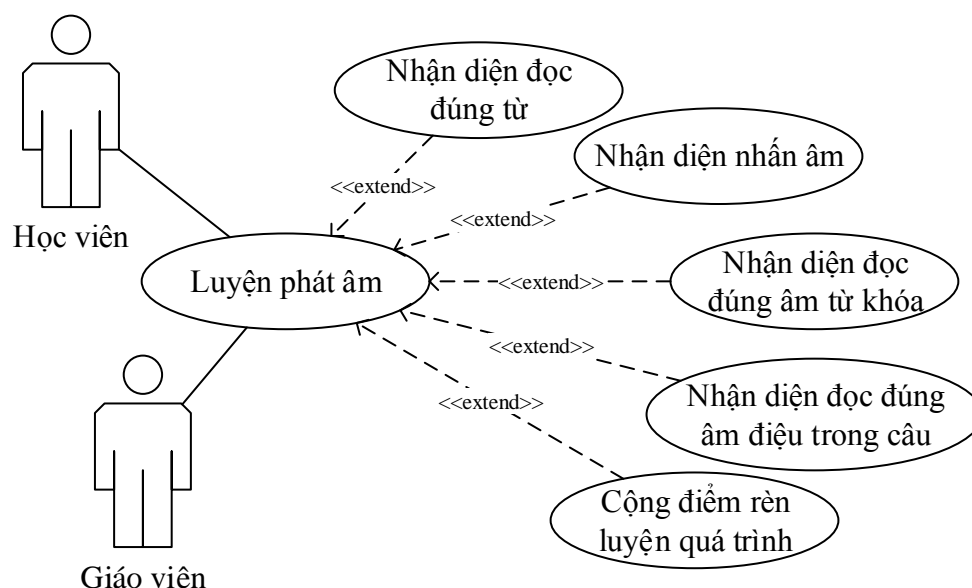 Nhận diện đọc
đúng từ
Nhận diện nhấn âm
<<extend>>
<<extend>>
Học viên
Luyện phát âm
<<extend>>
Nhận diện đọc
đúng âm từ khóa
<<extend>>
Nhận diện đọc đúng
âm điệu trong câu
<<extend>>
Cộng điểm rèn
luyện quá trình
Giáo viên